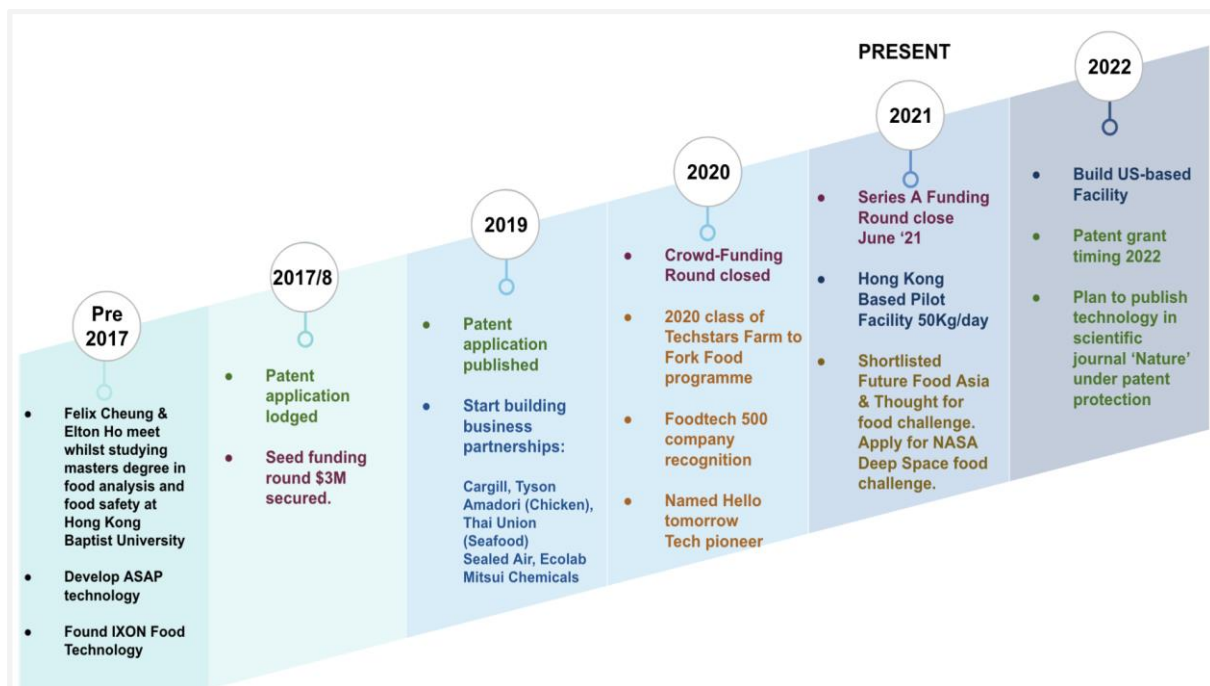 Pre
2017
● Felix Cheung &
Elton Ho meet
whilst studying
masters degree in
food analysis and
food safety at
Hong Kong
Baptist University
● Develop ASAP
technology
● Found IXON Food
Technology
2017/8
● Patent
application
lodged
● Seed funding
round $3M
secured.
2019
● Patent
application
published
● Start building
business
partnerships:
Cargill, Tyson
Amadori (Chicken),
Thai Union
(Seafood)
Sealed Air, Ecolab
Mitsui Chemicals
2020
● Crowd-Funding
Round closed
● 2020 class of
Techstars Farm to
Fork Food
programme
● Foodtech 500
company
recognition
● Named Hello
tomorrow
Tech pioneer
PRESENT
2021
● Series A Funding
Round close
June ‘21
● Hong Kong
Based Pilot
Facility 50Kg/day
● Shortlisted
Future Food Asia
& Thought for
food challenge.
Apply for NASA
Deep Space food
challenge.
2022
● Build US-based
Facility
● Patent grant
timing 2022
● Plan to publish
technology in
scientific
journal ‘Nature’
under patent
protection